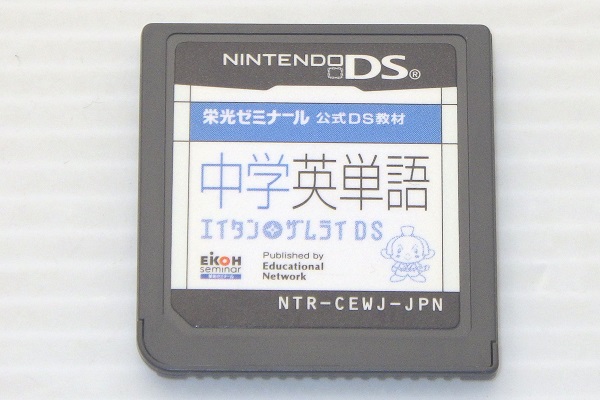 NINTENDO DS®
栄光ゼミナール 公式DS教材
中学英単語
エイタン ザムライ DS
EIKOH
seminar
Published by
Educational
Network
NTR-CEWJ-JPN